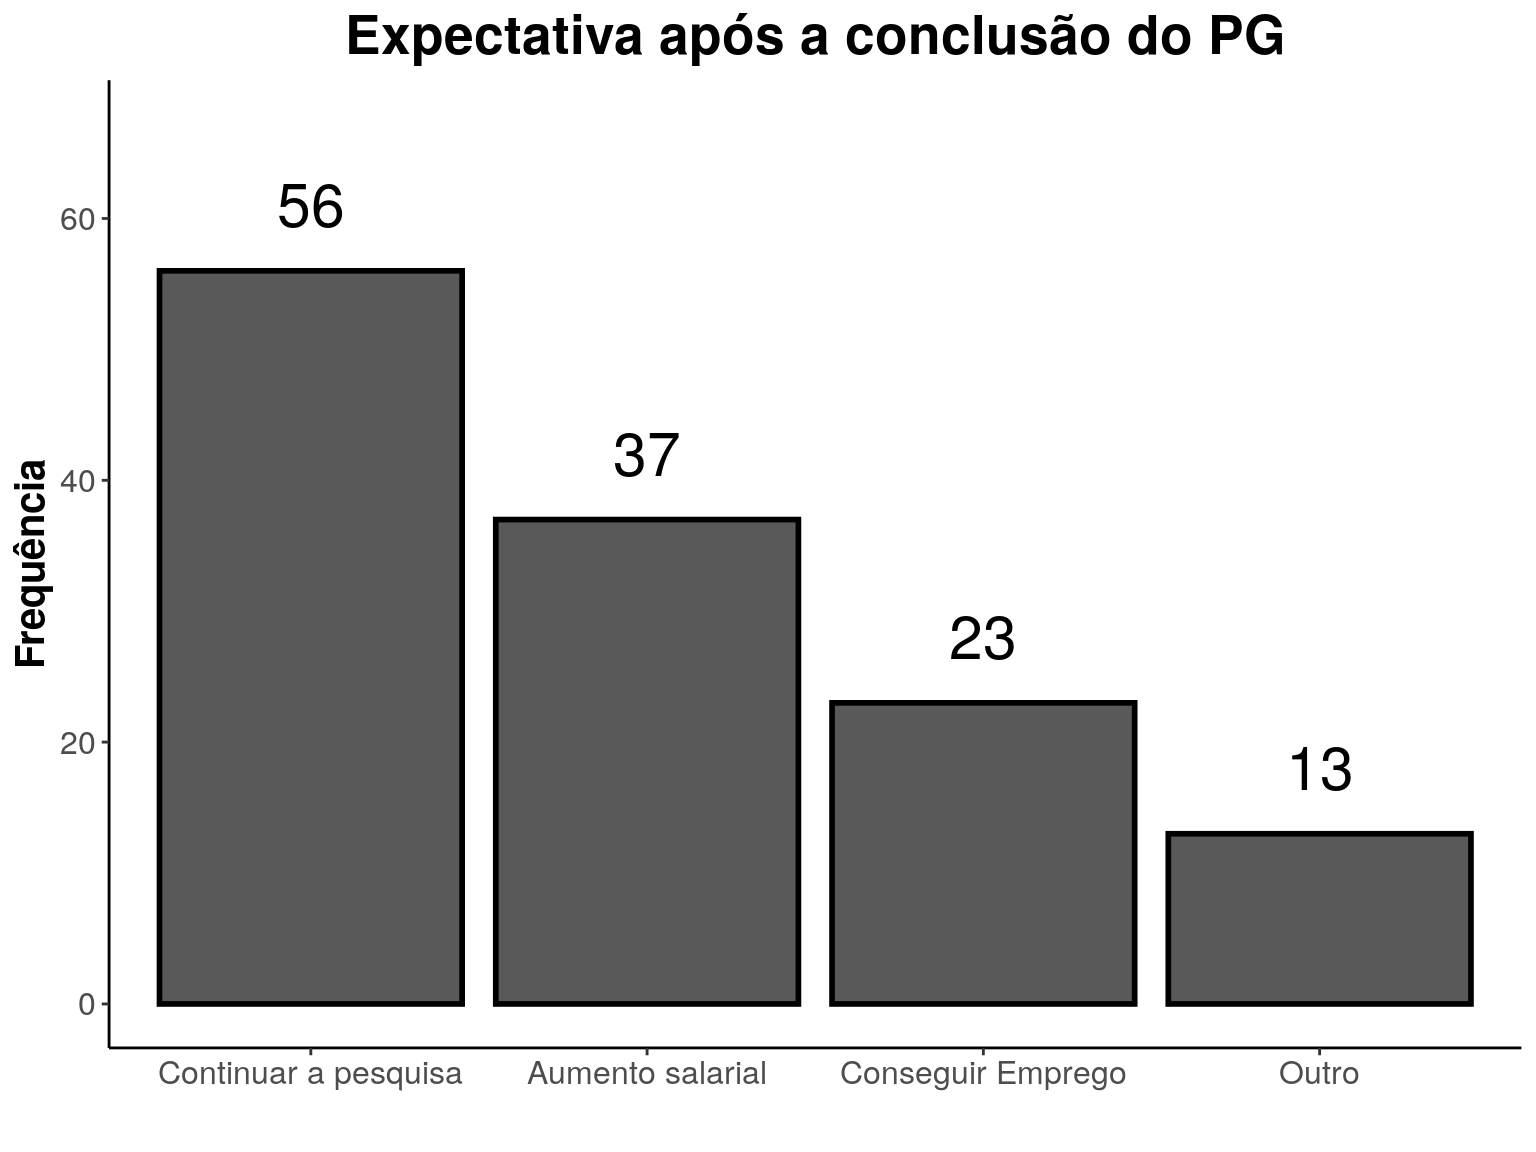 Expectativa após a conclusão do PG
Frequência
60
40
20
0
56
37
23
13
Continuar a pesquisa
Aumento salarial
Conseguir Emprego
Outro